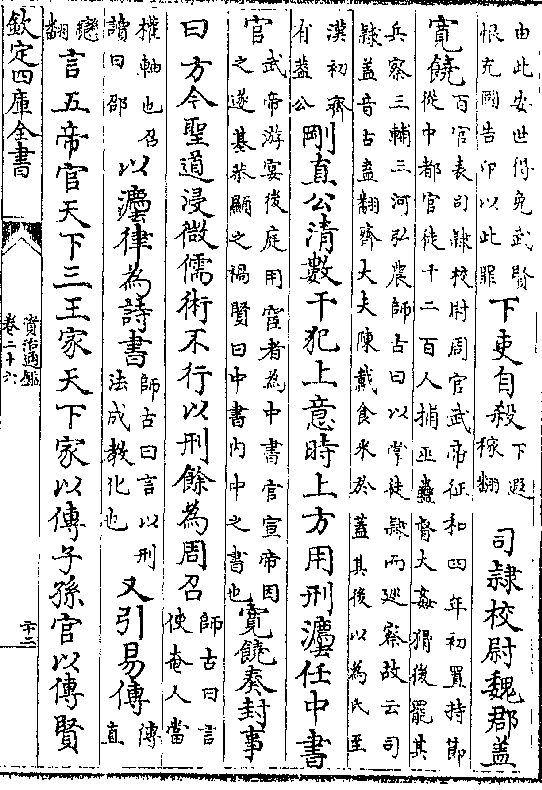 由此安世得免武賢
恨充國告卬以此罪
下吏自殺
下遐
稼翻
司隸校尉魏郡蓋
寛饒
百官表司隸校尉周官武帝征和四年初置持節
從中都官徒千二百人捕巫蠱督大姦猾後罷其
兵察三輔三河弘農師古曰以掌徒隸而廵察故云司
隸蓋音古盍翻齊大夫陳戴食采於蓋其後以為氏至
漢初齊
有蓋公
剛直公清數干犯上意時上方用刑灋任中書
官
武帝游宴後庭用宦者為中書官宣帝因
之遂基恭顯之禍賢曰中書内中之書也
寛饒奏封事
曰方今聖道浸微儒術不行以刑餘為周召
師古曰言
使奄人當
權軸也召
讀曰邵
以灋律為詩書
師古曰言以刑
法成教化也
又引易傳
傳
直
戀
翻
言五帝官天下三王家天下家以傳子孫官以傳賢
欽定四庫全書
資治通鑑
卷二十六